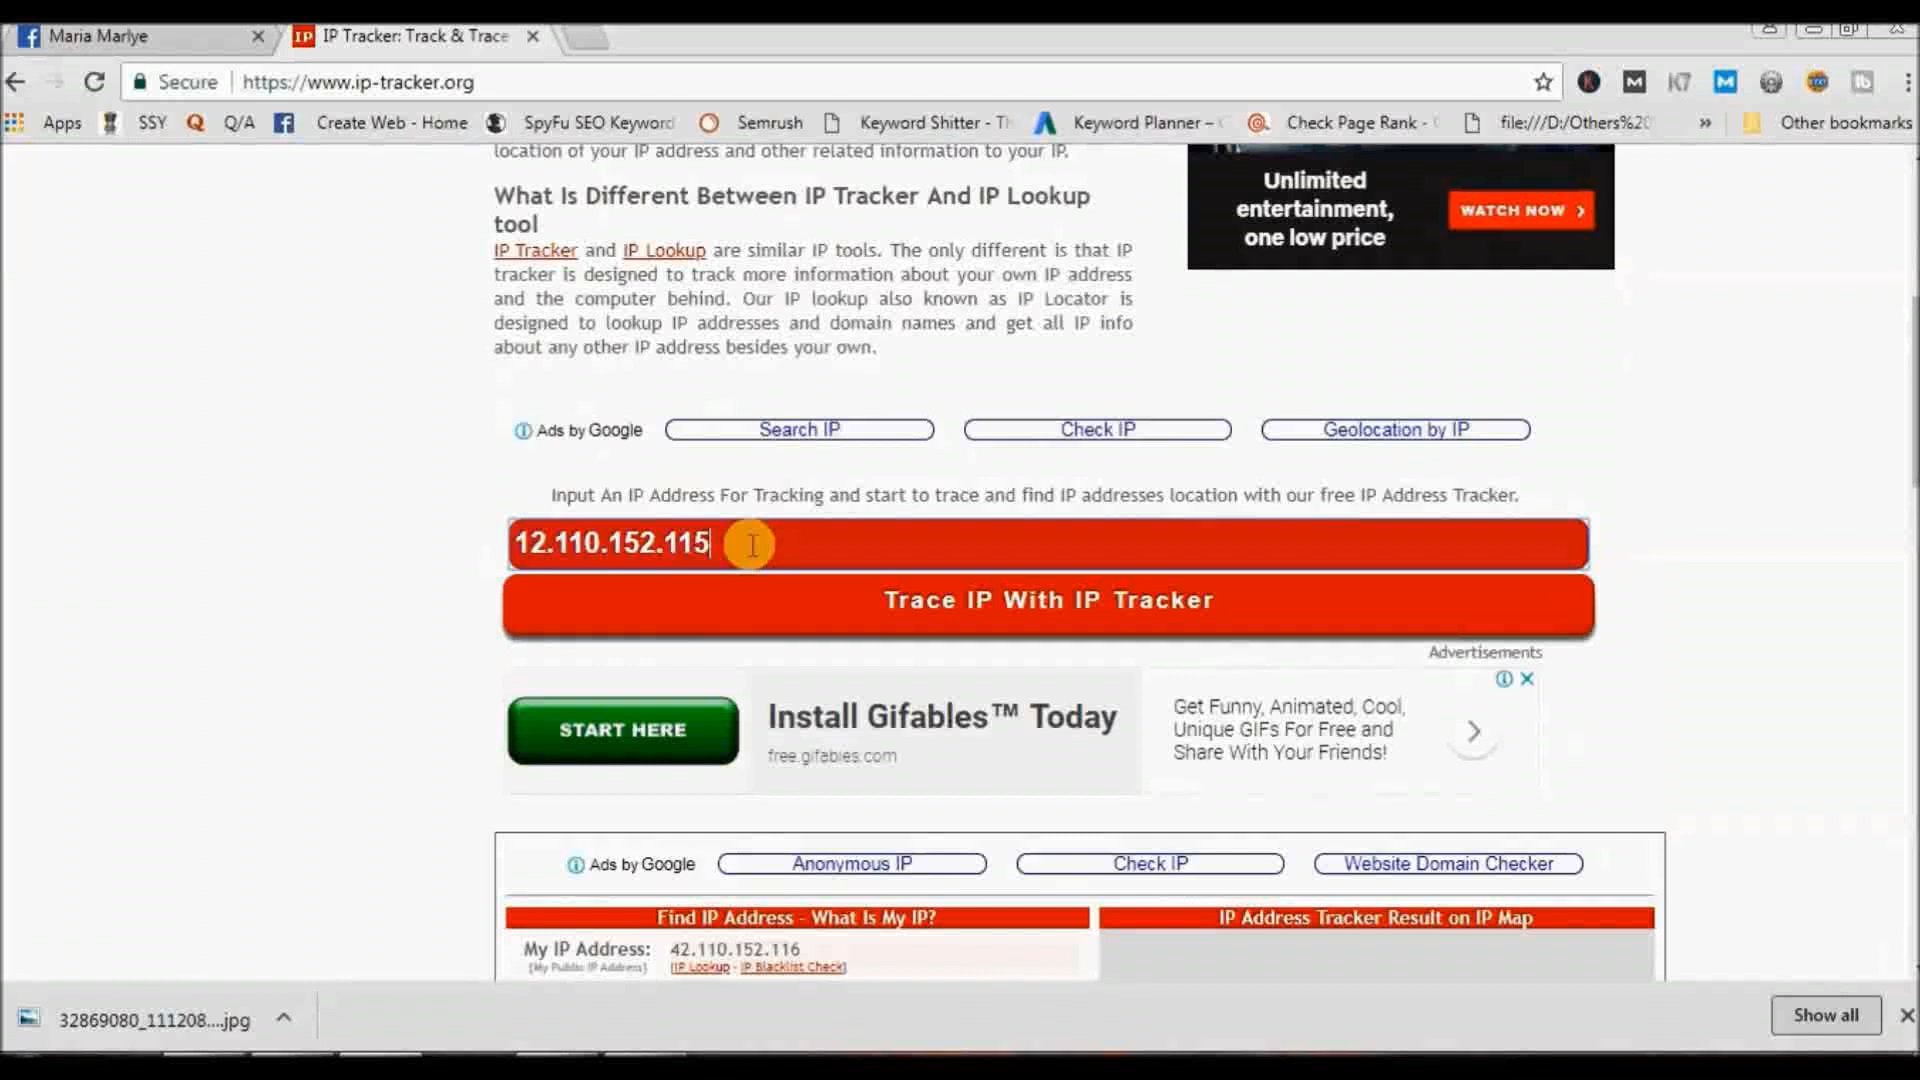 Maria Marlye
IP Tracker: Track & Trace
Secure https://www.ip-tracker.org
Apps SSY Q/A Create Web - Home SpyFu SEO Keyword Semrush Keyword Shitter - Th Keyword Planner – Check Page Rank - file:///D:/Others%20 » Other bookmarks
location of your IP address and other related information to your IP.
What Is Different Between IP Tracker And IP Lookup
tool
IP Tracker and IP Lookup are similar IP tools. The only different is that IP
tracker is designed to track more information about your own IP address
and the computer behind. Our IP lookup also known as IP Locator is
designed to lookup IP addresses and domain names and get all IP info
about any other IP address besides your own.
Unlimited
entertainment,
one low price
WATCH NOW
Ads by Google Search IP Check IP Geolocation by IP
Input An IP Address For Tracking and start to trace and find IP addresses location with our free IP Address Tracker.
12.110.152.115
Trace IP With IP Tracker
Advertisements
START HERE
Install Gifables™ Today
free.gifables.com
Get Funny, Animated, Cool,
Unique GIFs For Free and
Share With Your Friends!
Ads by Google Anonymous IP Check IP Website Domain Checker
Find IP Address - What Is My IP?
IP Address Tracker Result on IP Map
My IP Address: 42.110.152.116
[My Public IP Address] [IP Lookup - IP Blacklist Check]
32869080_111208....jpg
Show all